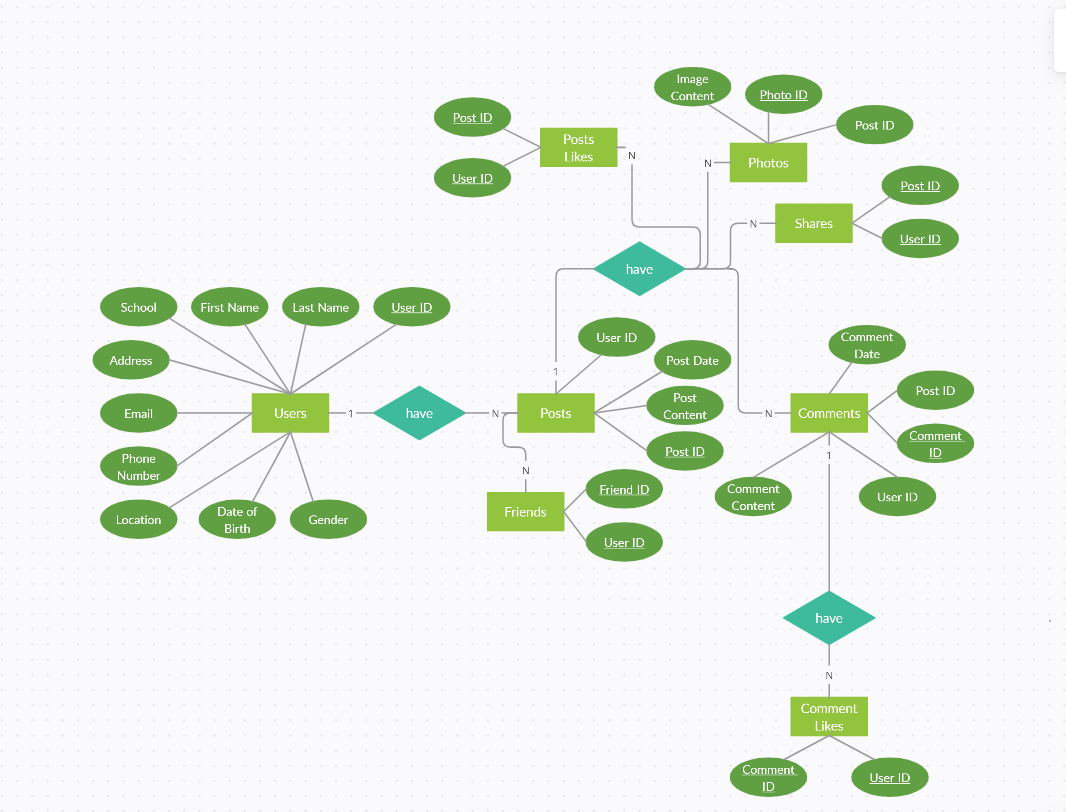 Image
Content
Photo ID
Post ID
Post ID
User ID
Posts
Likes
N
N
Photos
Post ID
User ID
Shares
N
have
School
First Name
Last Name
User ID
Address
Email
Phone
Number
Location
Date of
Birth
Gender
Users
1
have
N
1
User ID
Post Date
Post
Content
Post ID
Posts
N
Friends
Friend ID
User ID
Comment
Date
Post ID
Comment
ID
N
Comments
Comment
Content
User ID
1
have
N
Comment
Likes
Comment
ID
User ID